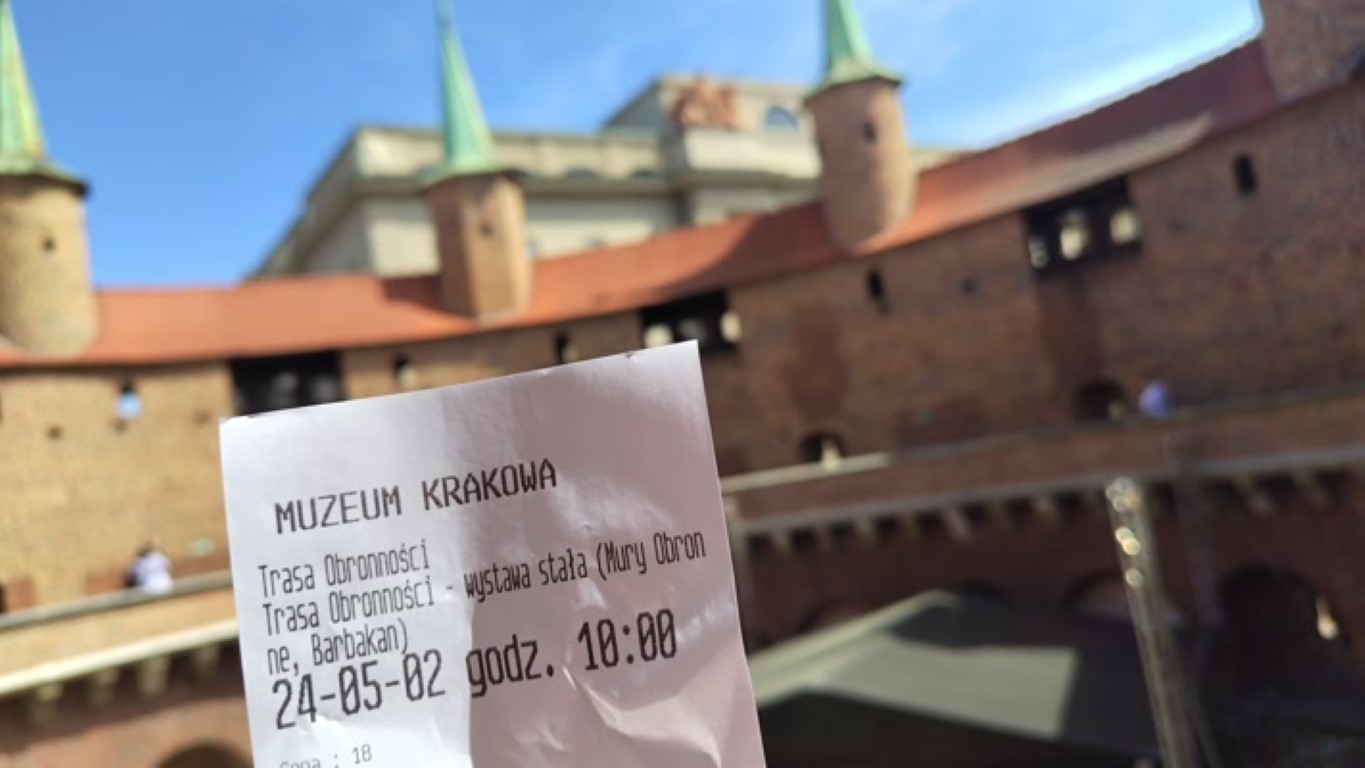 MUZEUM KRAKOWA
Trasa Obronności
Trasa Obronności - wystawa stała (Mury Obron
ne, Barbakan)
24-05-02 godz. 10:00
Cena : 18